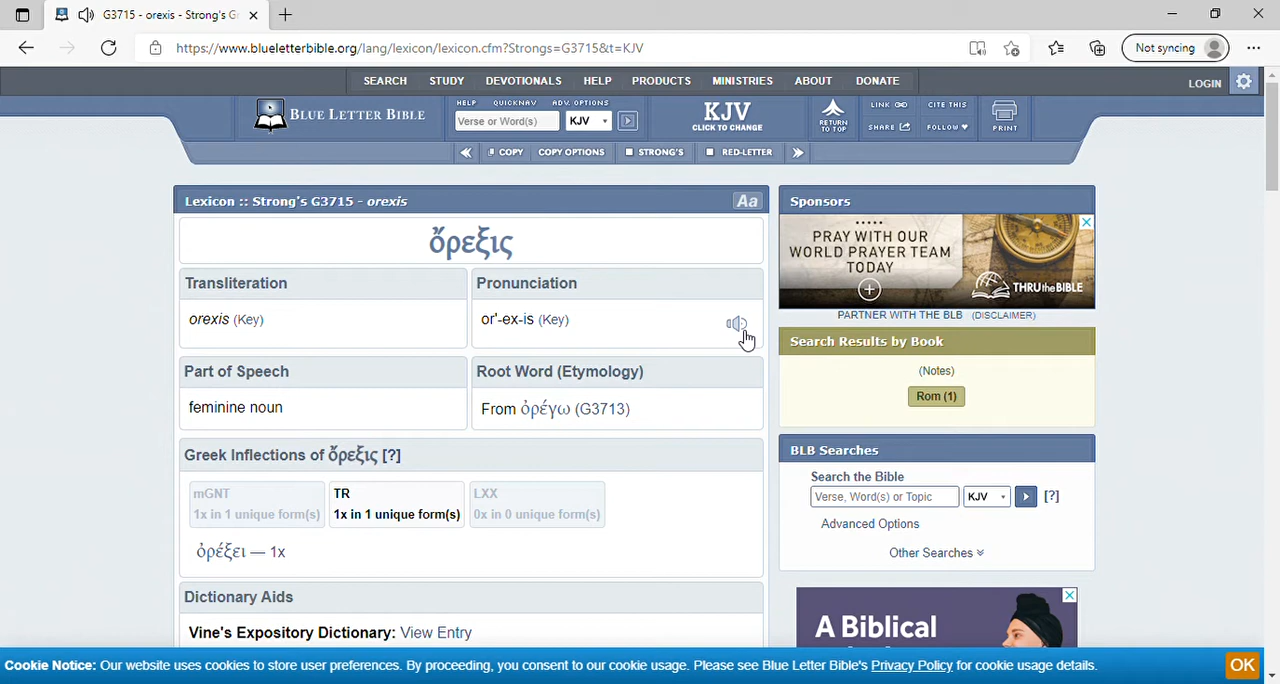 G3715 - orexis - Strong's Gr
https://www.blueletterbible.org/lang/lexicon/lexicon.cfm?Strongs=G3715&t=KJV
Not syncing
SEARCH STUDY DEVOTIONALS HELP PRODUCTS MINISTRIES ABOUT DONATE
LOGIN
BLUE LETTER BIBLE
HELP QUICKNAV ADV. OPTIONS
Verse or Word(s) KJV
KJV
CLICK TO CHANGE
RETURN
TO TOP
LINK CITE THIS
SHARE FOLLOW
PRINT
COPY COPY OPTIONS STRONG'S RED-LETTER
Lexicon :: Strong's G3715 - orexis
Aa
ὄρεξις
Transliteration
orexis (Key)
Pronunciation
or'-ex-is (Key)
Part of Speech
feminine noun
Root Word (Etymology)
From ὀρέγω (G3713)
Greek Inflections of ὄρεξις [?]
mGNT
1x in 1 unique form(s)
TR
1x in 1 unique form(s)
LXX
0x in 0 unique form(s)
ὀρέξει — 1x
Dictionary Aids
Vine's Expository Dictionary: View Entry
Sponsors
PRAY WITH OUR
WORLD PRAYER TEAM
TODAY
THRU the BIBLE
PARTNER WITH THE BLB (DISCLAIMER)
Search Results by Book
(Notes)
Rom (1)
BLB Searches
Search the Bible
Verse, Word(s) or Topic KJV [?]
Advanced Options
Other Searches
A Biblical
Cookie Notice: Our website uses cookies to store user preferences. By proceeding, you consent to our cookie usage. Please see Blue Letter Bible's Privacy Policy for cookie usage details.
OK